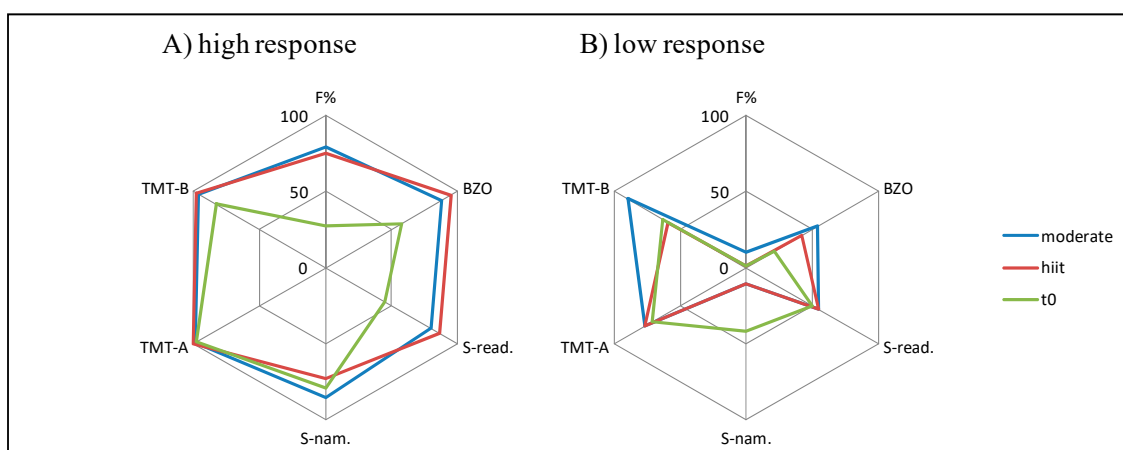 A) high response
B) low response
F%
100
TMT-B
BZO
50
0
TMT-A
S-read.
S-nam.
F%
100
TMT-B
BZO
50
0
TMT-A
S-read.
S-nam.
moderate
hiit
t0